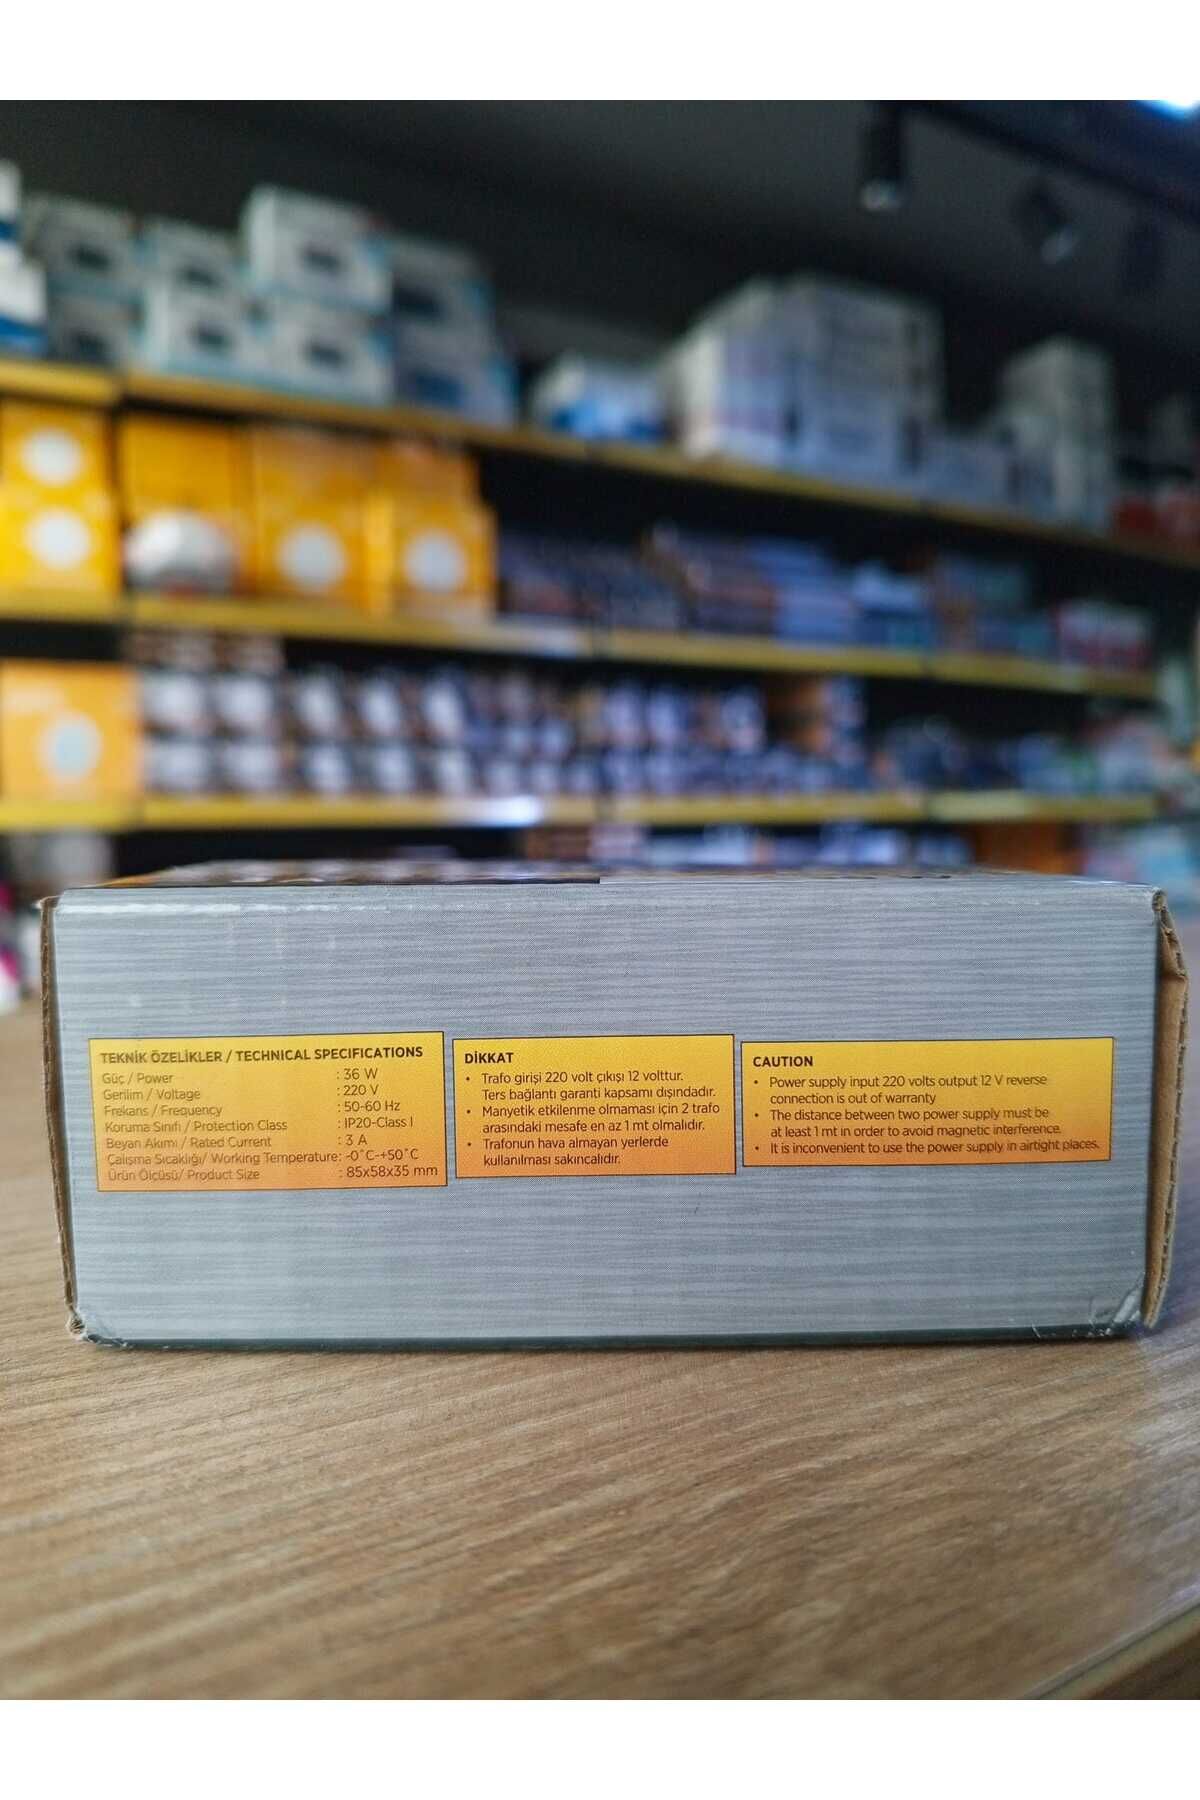 TEKNİK ÖZELİKLER / TECHNICAL SPECIFICATIONS
Güç / Power : 36 W
Gerilim / Voltage : 220 V
Frekans / Frequency : 50-60 Hz
Koruma Sınıfı / Protection Class : IP20-Class I
Beyan Akımı / Rated Current : 3 A
Çalışma Sıcaklığı/ Working Temperature: -0˚C-+50˚C
Ürün Ölçüsü/ Product Size : 85x58x35 mm
DİKKAT
• Trafo girişi 220 volt çıkışı 12 volttur.
Ters bağlantı garanti kapsamı dışındadır.
• Manyetik etkilenme olmaması için 2 trafo
arasındaki mesafe en az 1 mt olmalıdır.
• Trafonun hava almayan yerlerde
kullanılması sakıncalıdır.
CAUTION
• Power supply input 220 volts output 12 V reverse
connection is out of warranty
• The distance between two power supply must be
at least 1 mt in order to avoid magnetic interference.
• It is inconvenient to use the power supply in airtight places.